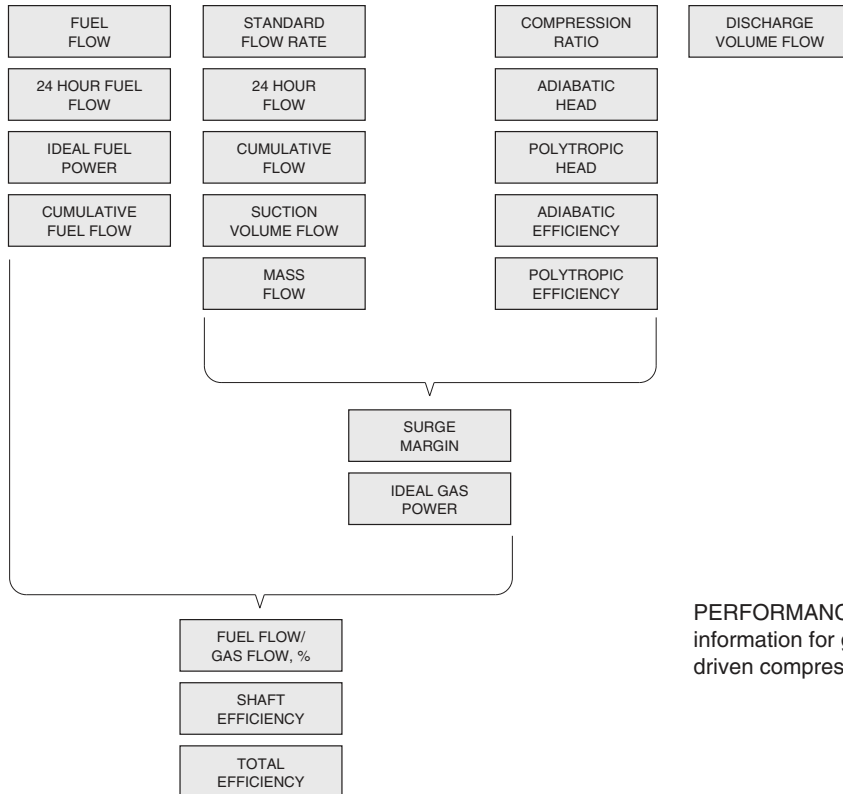 FUEL
FLOW
STANDARD
FLOW RATE
COMPRESSION
RATIO
DISCHARGE
VOLUME FLOW
24 HOUR FUEL
FLOW
24 HOUR
FLOW
ADIABATIC
HEAD
IDEAL FUEL
POWER
CUMULATIVE
FLOW
POLYTROPIC
HEAD
CUMULATIVE
FUEL FLOW
SUCTION
VOLUME FLOW
ADIABATIC
EFFICIENCY
MASS
FLOW
POLYTROPIC
EFFICIENCY
SURGE
MARGIN
IDEAL GAS
POWER
FUEL FLOW/
GAS FLOW, %
SHAFT
EFFICIENCY
TOTAL
EFFICIENCY
information for
driven